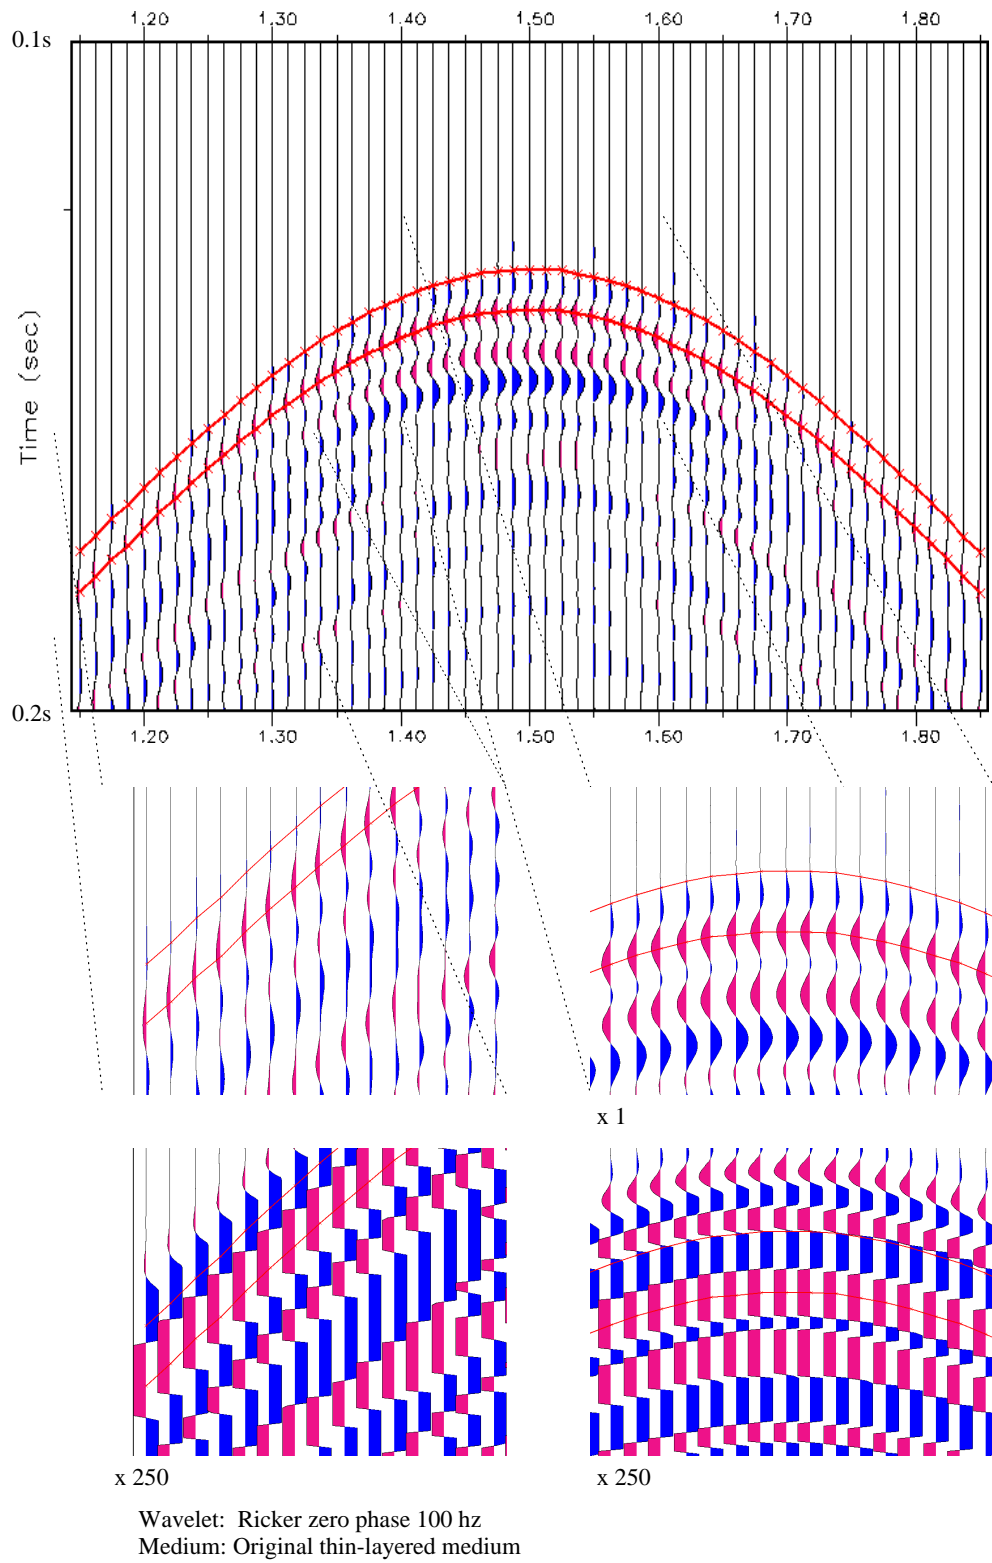 1.20 1.30 1.40 1.50 1.60 1.70 1.80
0.1s
Time (sec)
0.2s
1.20 1.30 1.40 1.50 1.60 1.70 1.80
x 1
x 250 x 250
Wavelet: Ricker zero phase 100 hz
Medium: Original thin-layered medium